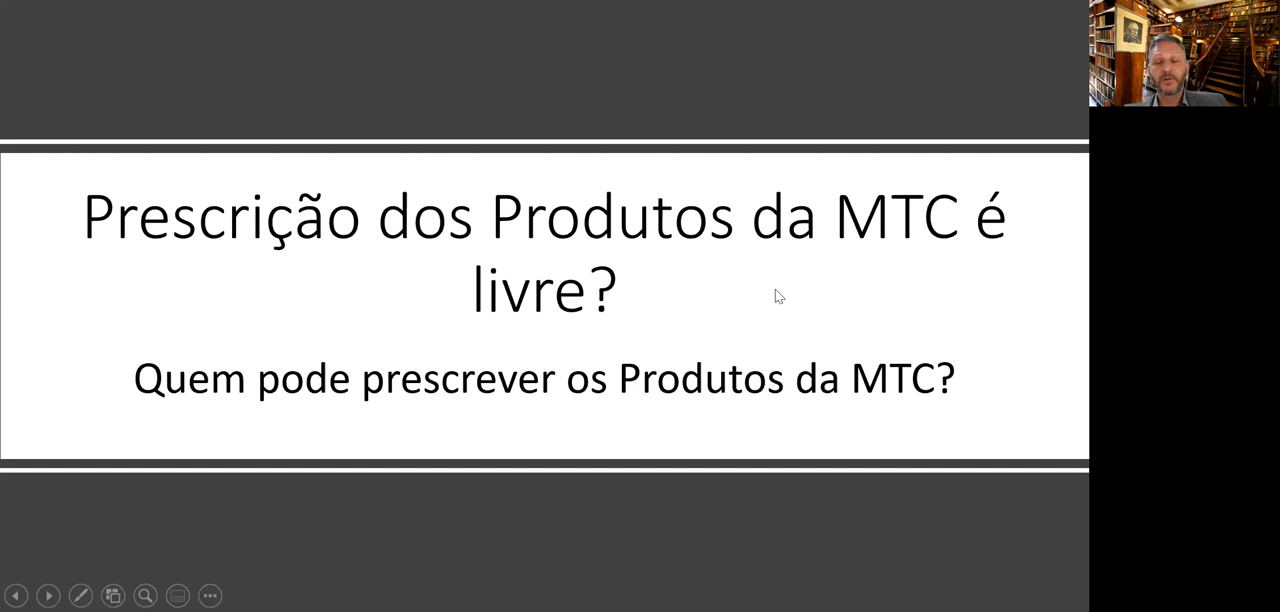 Prescrição dos Produtos da MTC é
livre?
Quem pode prescrever os Produtos da MTC?